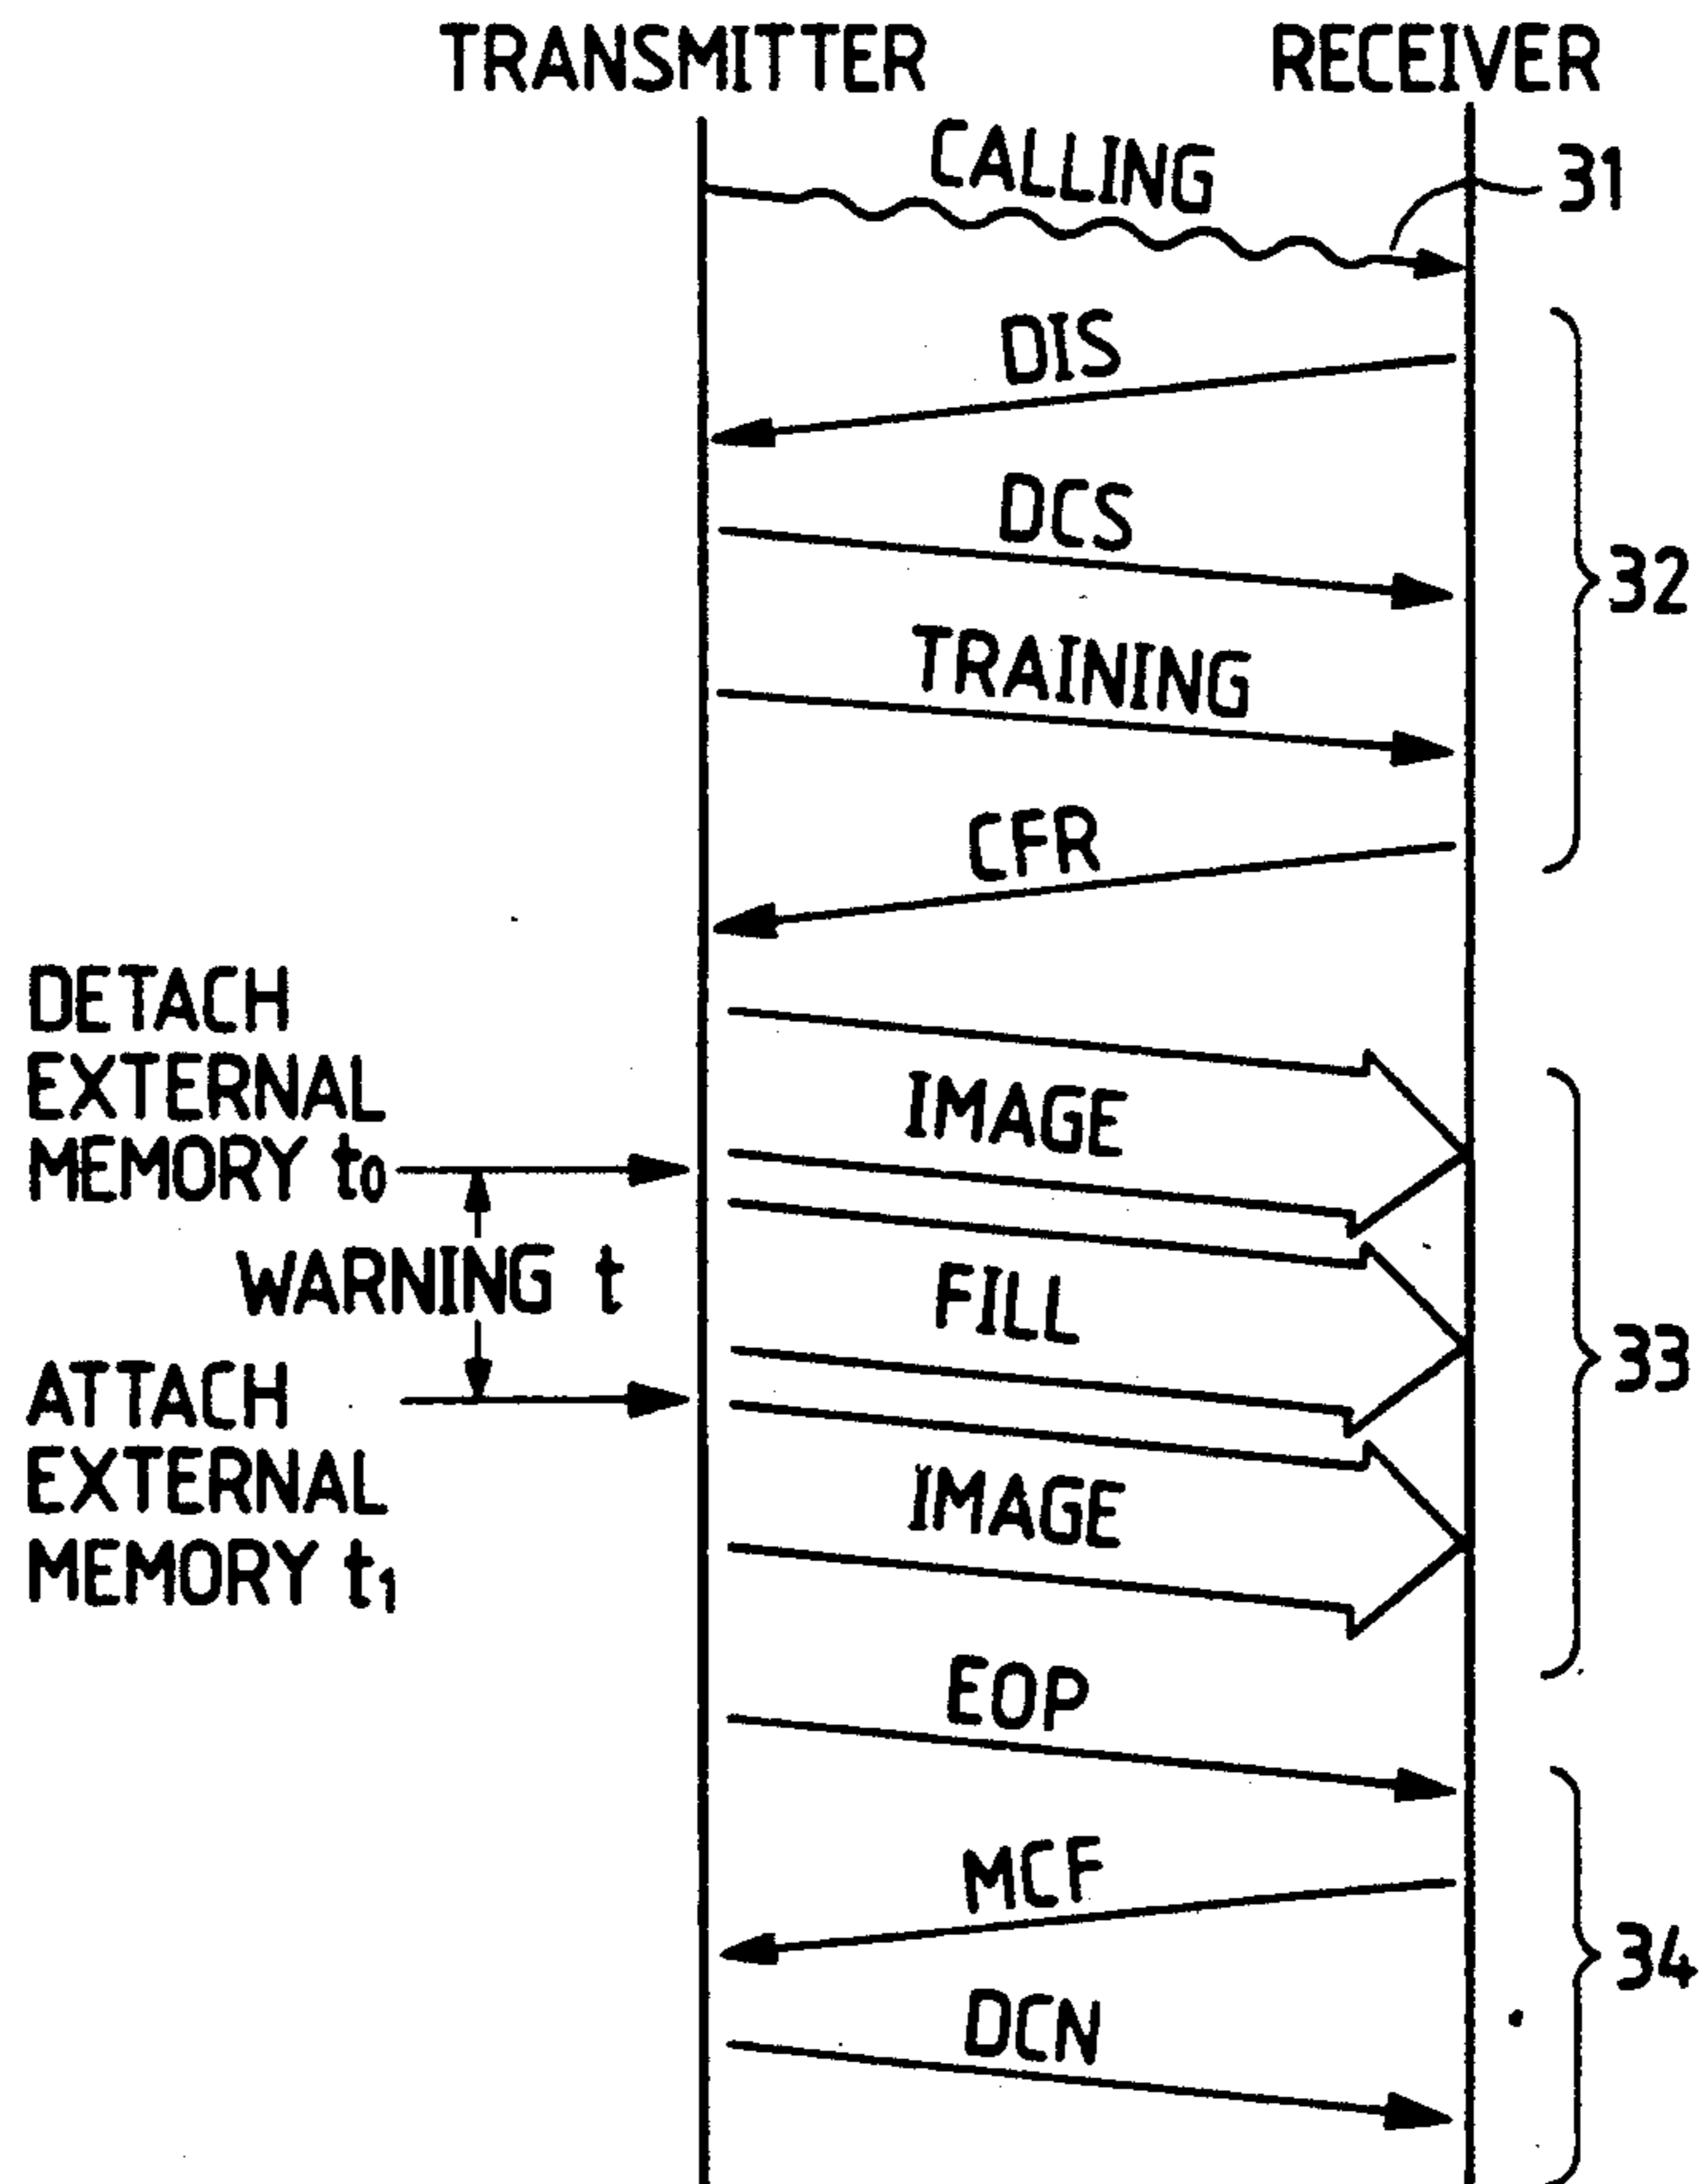 TRANSMITTER RECEIVER
CALLING
31
DIS
DCS
32
TRAINING
CFR
DETACH
EXTERNAL
MEMORY t0
IMAGE
WARNING t
FILL
33
ATTACH
EXTERNAL
MEMORY t1
IMAGE
EOP
MCF
34
DCN